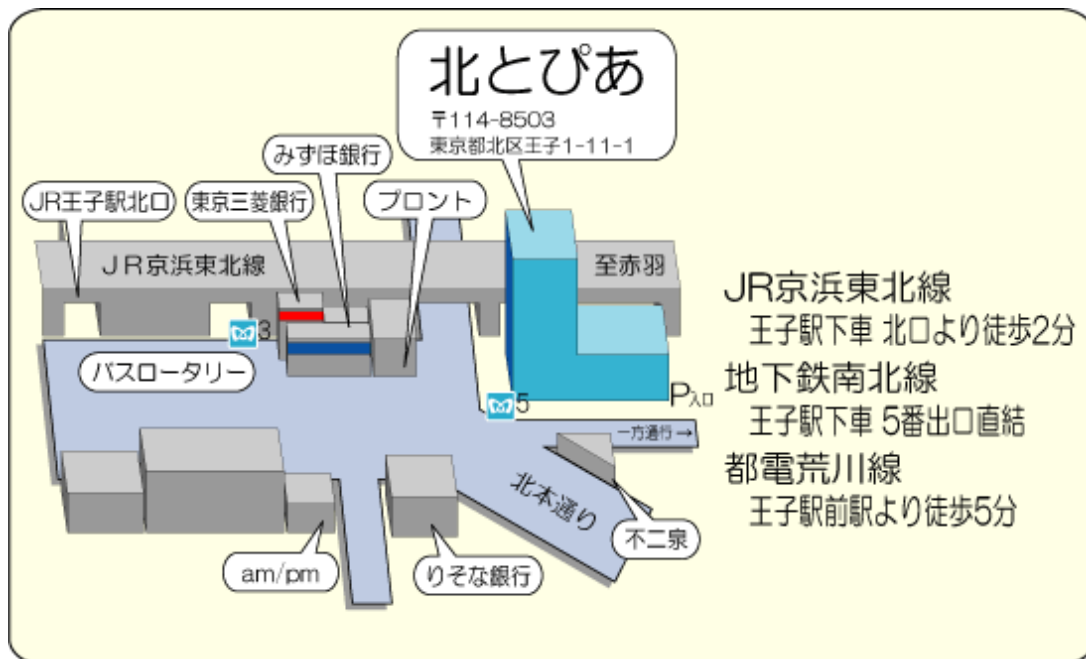 北とぴあ
〒114-8503
東京都北区王子1-11-1
みずほ銀行
JR王子駅北口
東京三菱銀行
プロント
JR京浜東北線
至赤羽
3
バスロータリー
5
P入口
一方通行→
北本通り
不二泉
am/pm
りそな銀行
JR京浜東北線
王子駅下車 北口より徒歩2分
地下鉄南北線
王子駅下車 5番出口直結
都電荒川線
王子駅前駅より徒歩5分